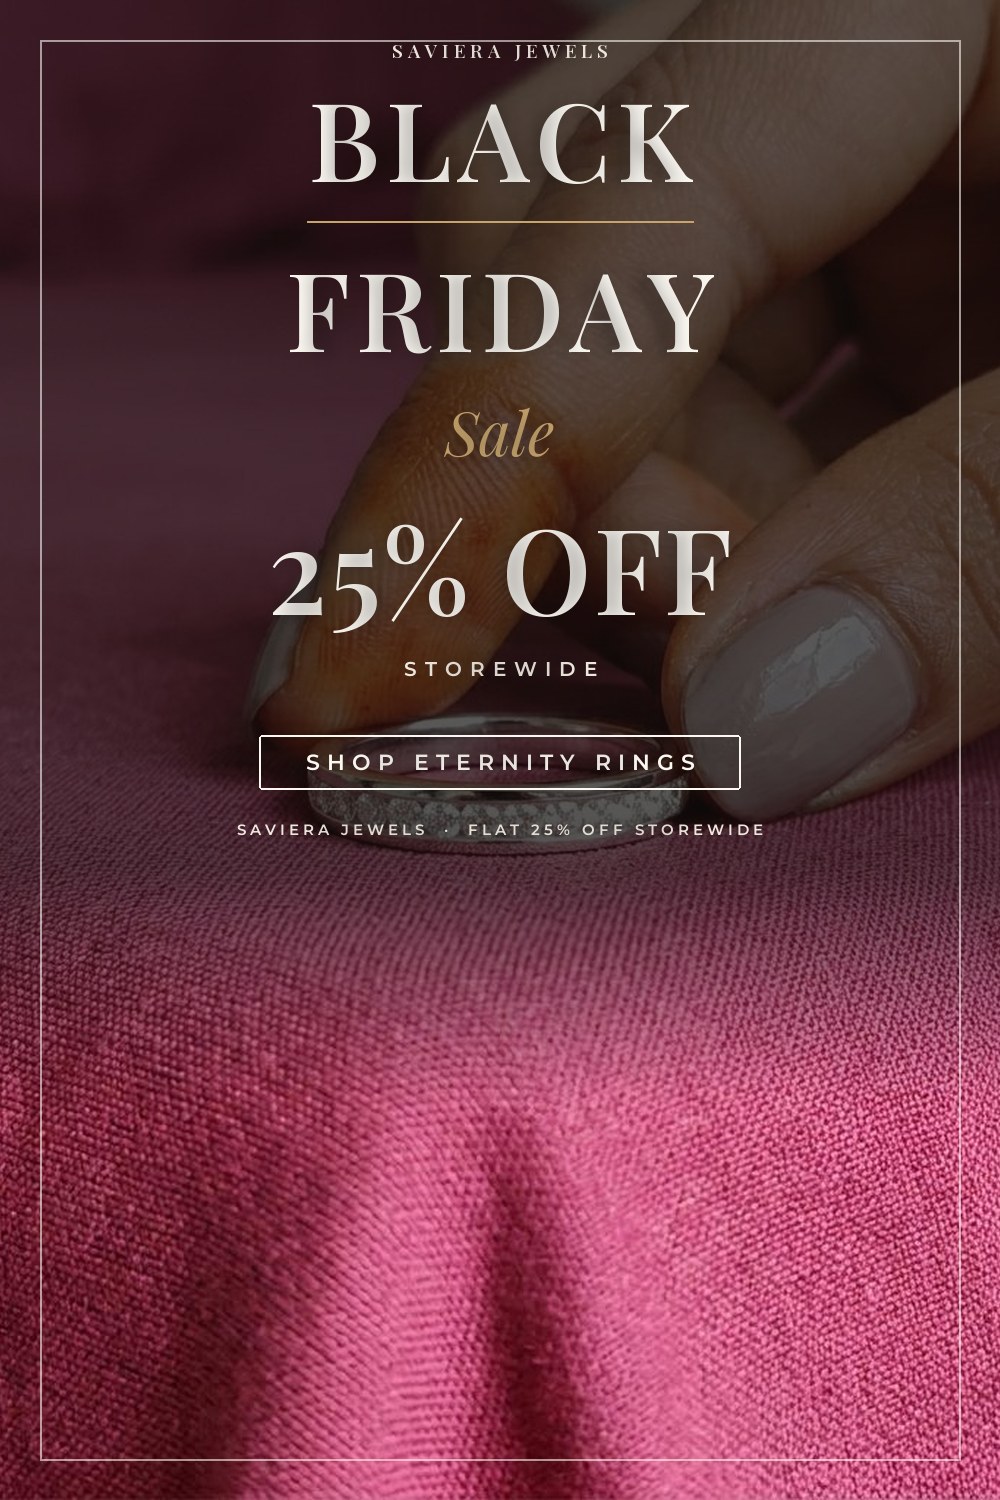 SAVIERA JEWELS
BLACK
FRIDAY
Sale
25% OFF
STOREWIDE
SHOP ETERNITY RINGS
SAVIERA JEWELS · FLAT 25% OFF STOREWIDE